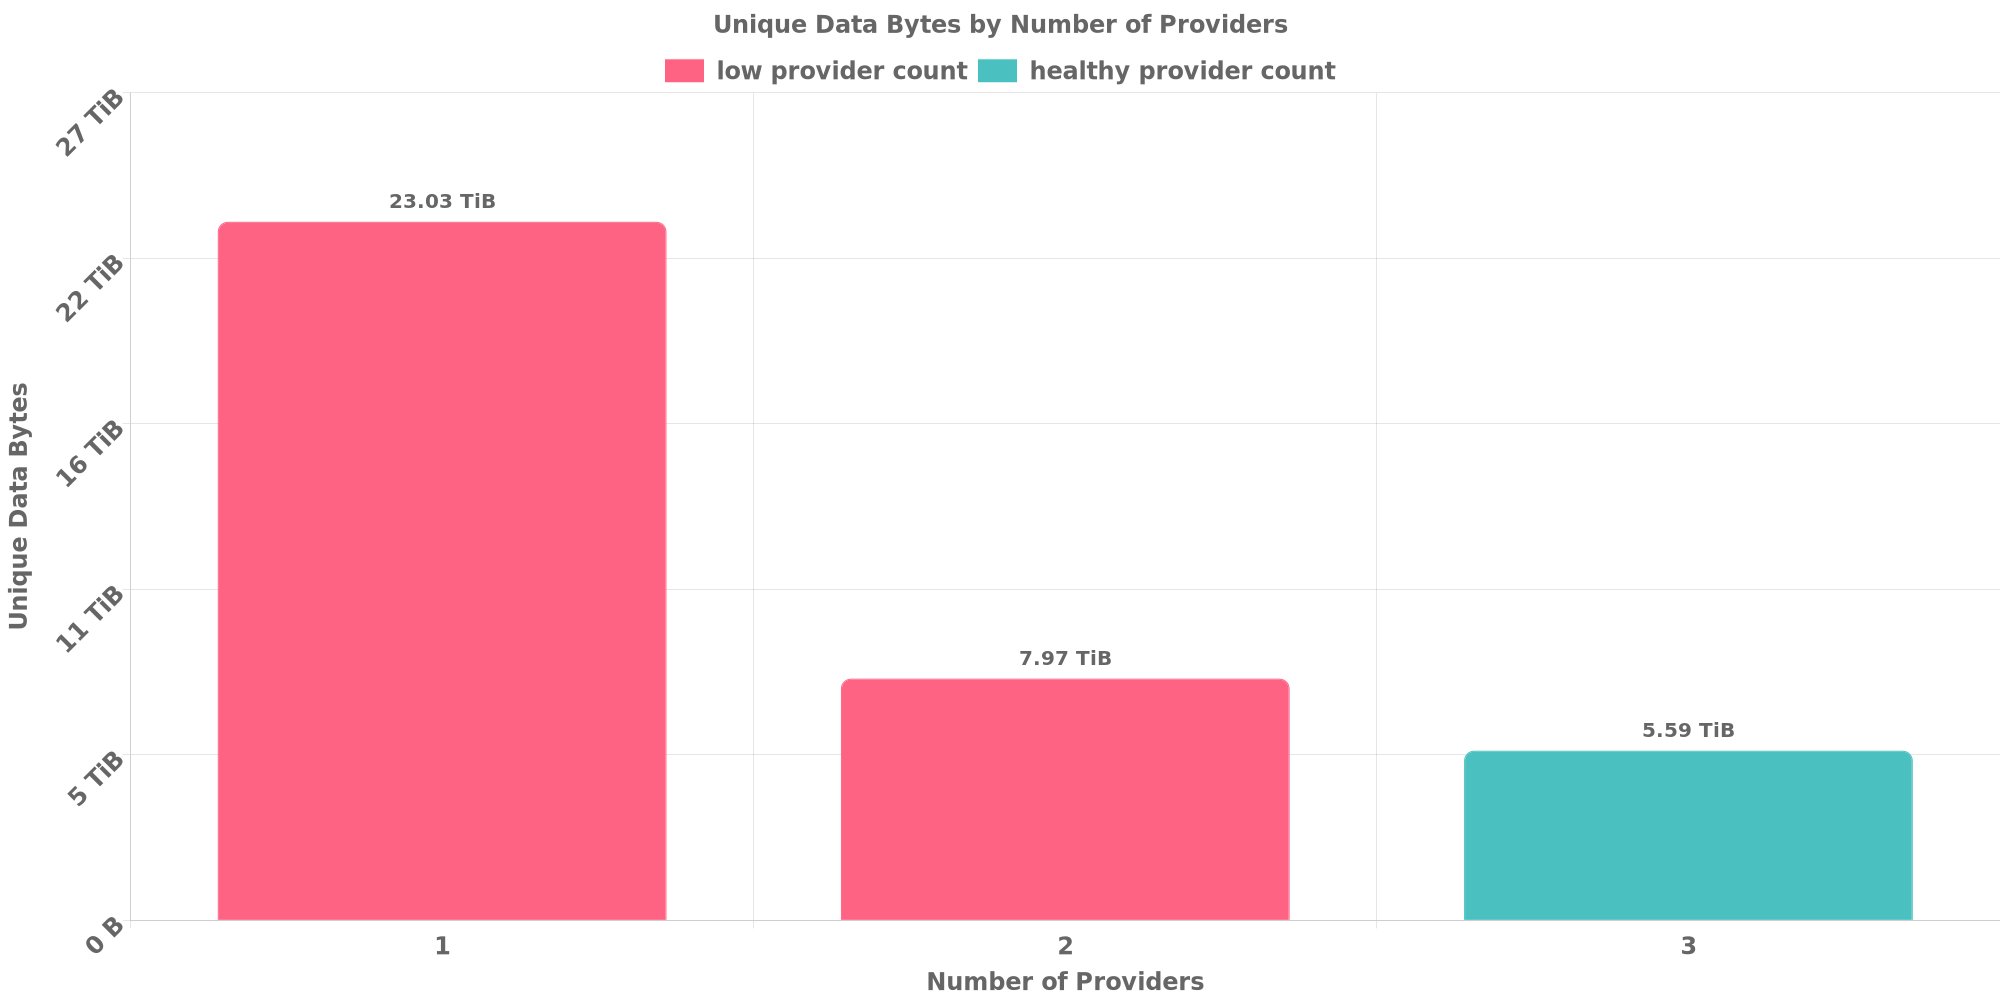 Unique Data Bytes by Number of Providers
low provider count healthy provider count
27 TiB
22 TiB
16 TiB
11 TiB
5 TiB
0 B
Unique Data Bytes
23.03 TiB
7.97 TiB
5.59 TiB
1 2 3
Number of Providers